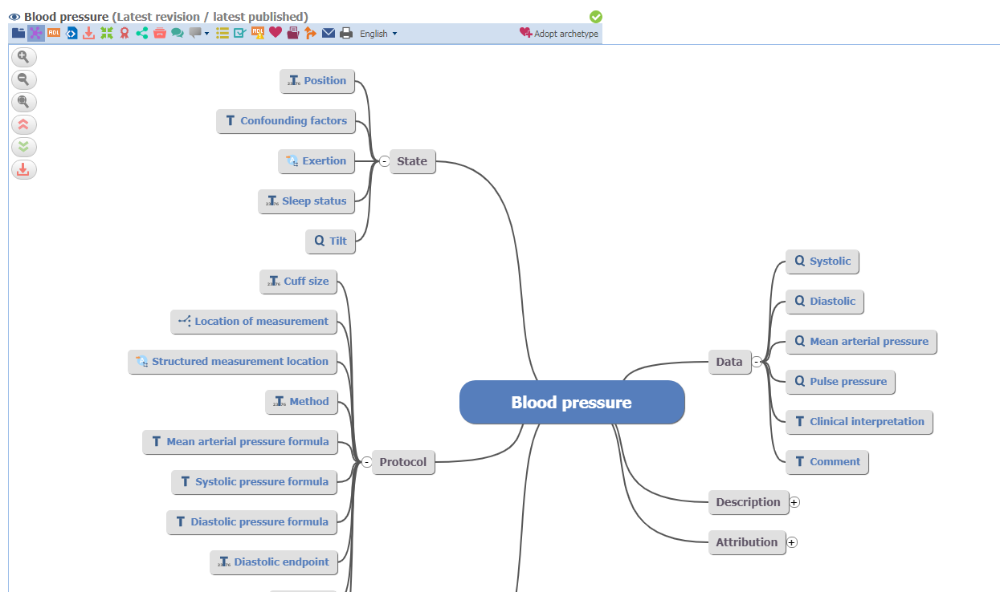 Blood pressure (Latest revision / latest published)
ADL
ADL
English
Adopt archetype
Position
Confounding factors
Exertion
State
Sleep status
Tilt
Cuff size
Location of measurement
Structured measurement location
Method
Mean arterial pressure formula
Protocol
Systolic pressure formula
Diastolic pressure formula
Diastolic endpoint
Blood pressure
Data
Q Systolic
Q Diastolic
Q Mean arterial pressure
Q Pulse pressure
T Clinical interpretation
T Comment
Description
Attribution